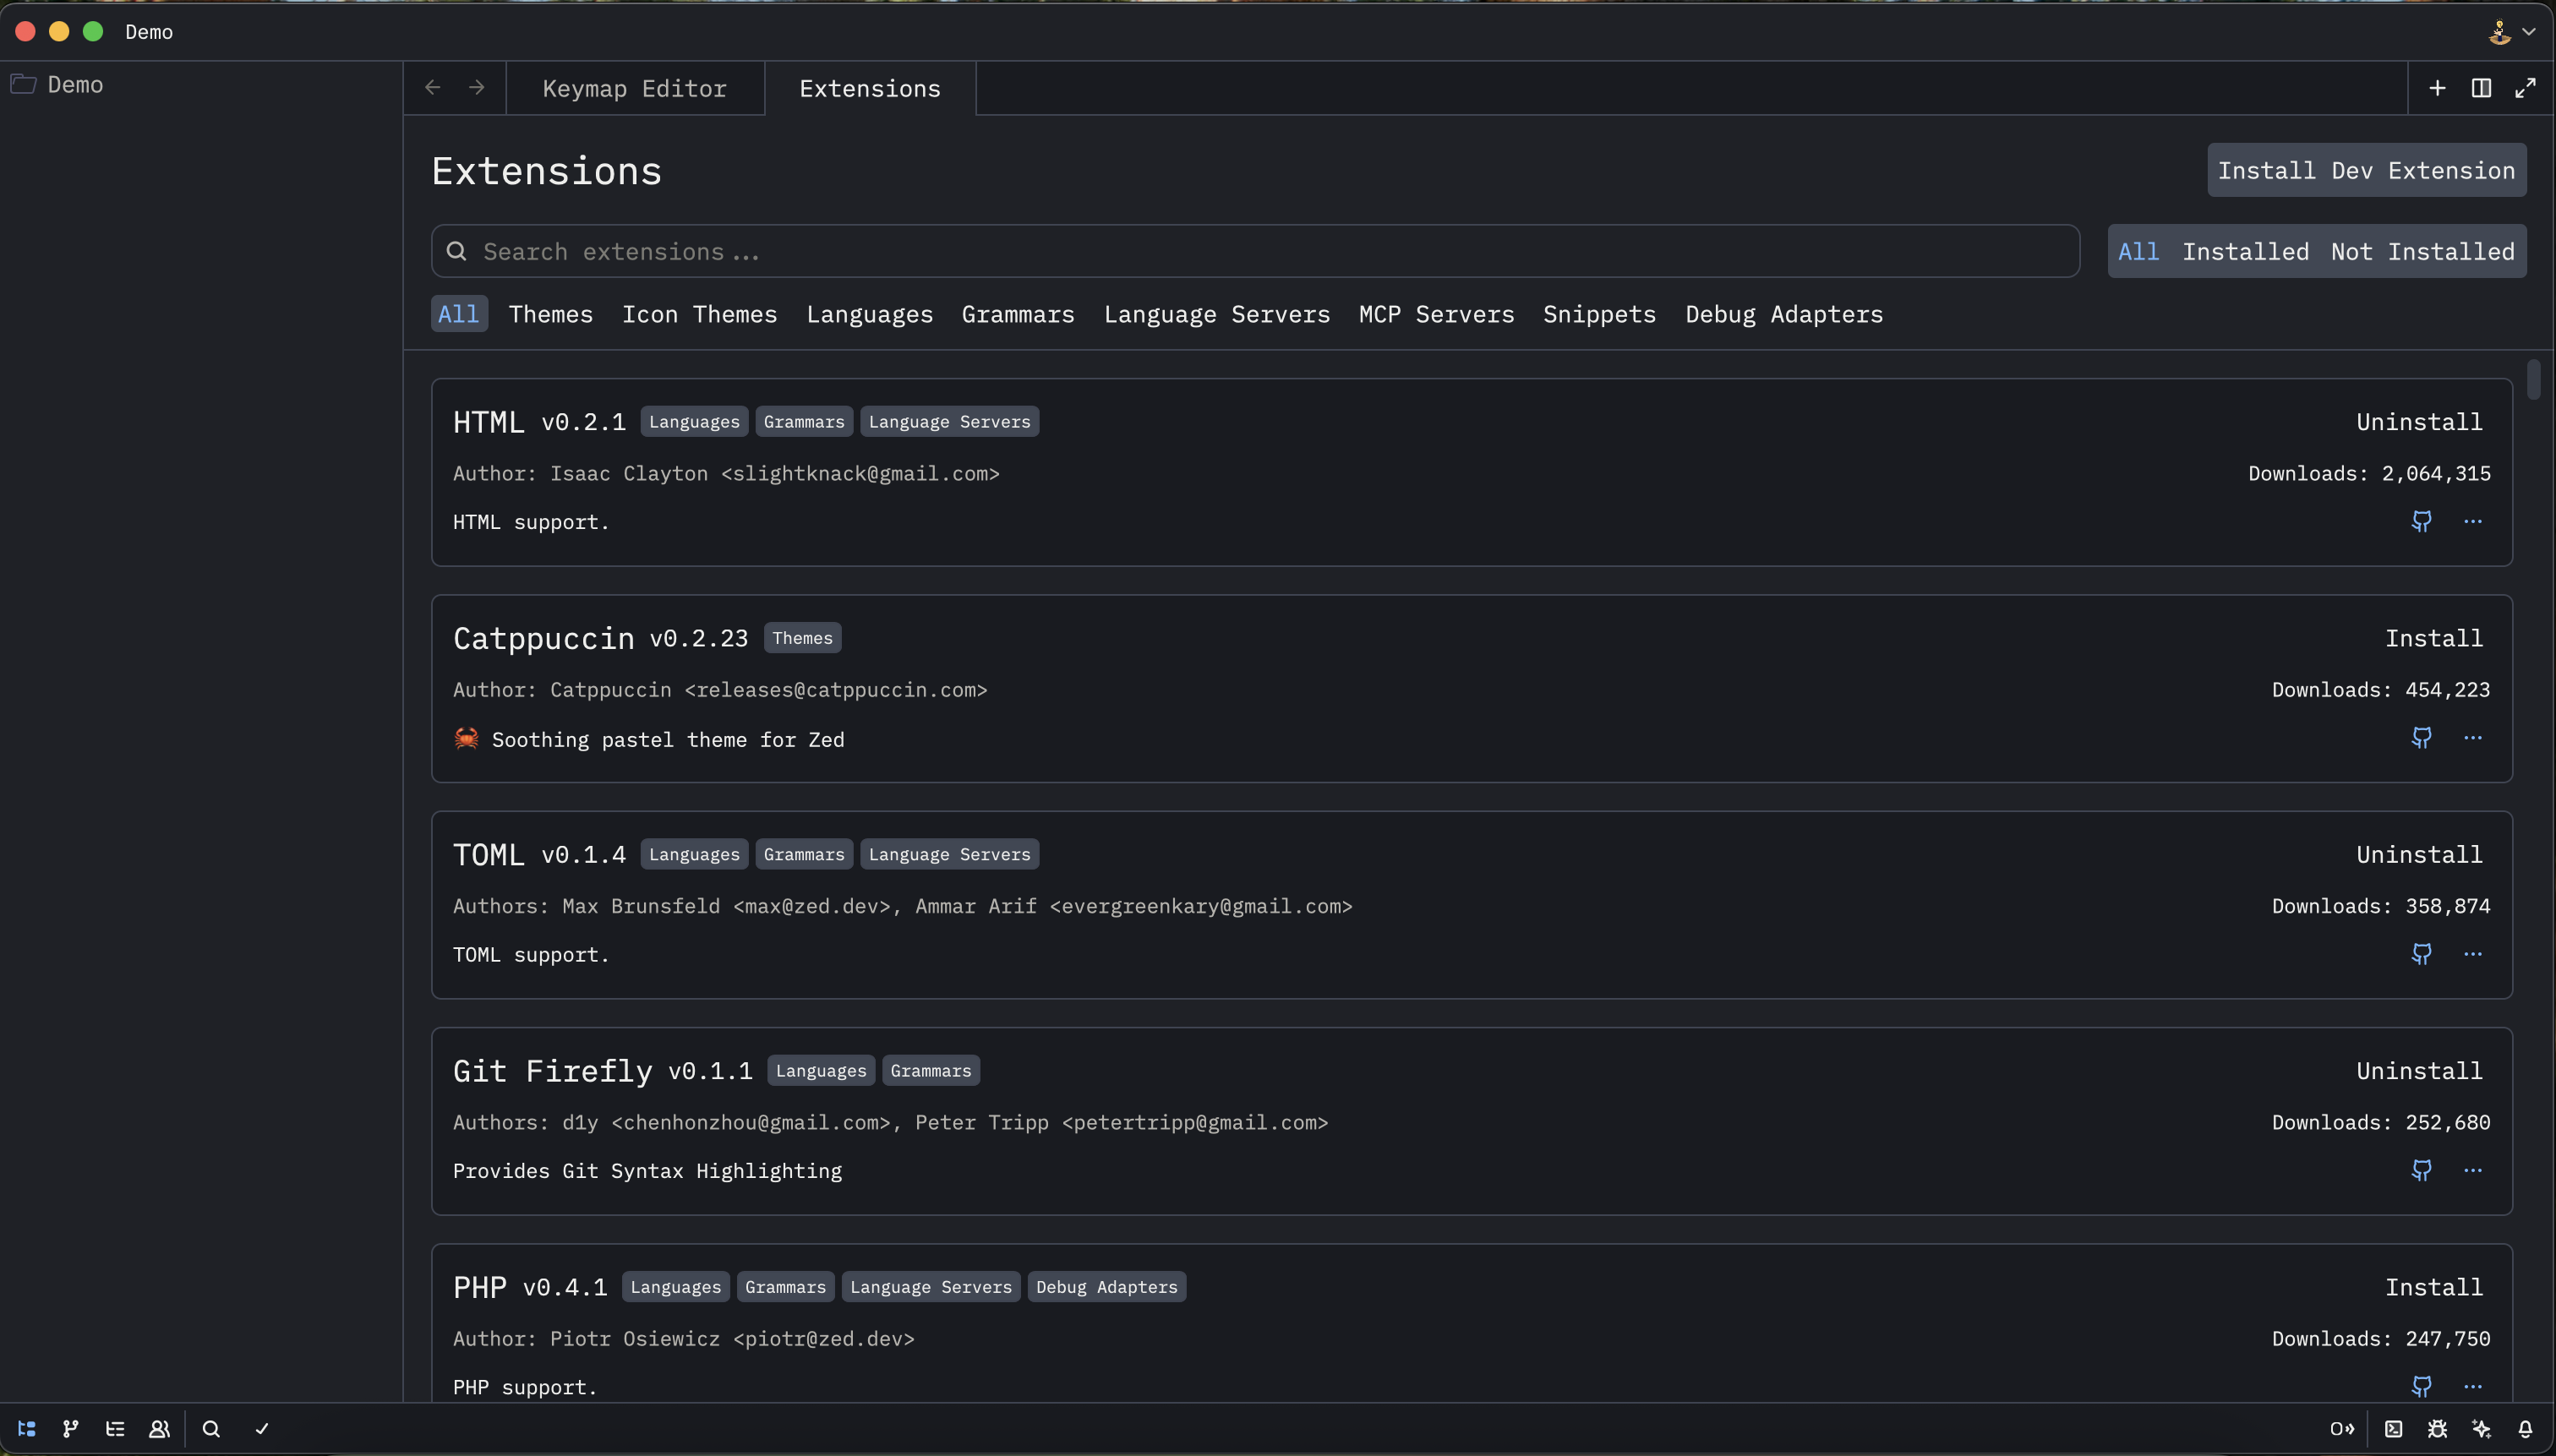 Demo
Demo
Keymap Editor
Extensions
Extensions
Install Dev Extension
Search extensions...
All Installed Not Installed
All Themes Icon Themes Languages Grammars Language Servers MCP Servers Snippets Debug Adapters
HTML v0.2.1 Languages Grammars Language Servers
Uninstall
Author: Isaac Clayton <slightknack@gmail.com>
Downloads: 2,064,315
HTML support.
Catppuccin v0.2.23 Themes
Install
Author: Catppuccin <releases@catppuccin.com>
Downloads: 454,223
🦀 Soothing pastel theme for Zed
TOML v0.1.4 Languages Grammars Language Servers
Uninstall
Authors: Max Brunsfeld <max@zed.dev>, Ammar Arif <evergreenkary@gmail.com>
Downloads: 358,874
TOML support.
Git Firefly v0.1.1 Languages Grammars
Uninstall
Authors: d1y <chenhonzhou@gmail.com>, Peter Tripp <petertripp@gmail.com>
Downloads: 252,680
Provides Git Syntax Highlighting
PHP v0.4.1 Languages Grammars Language Servers Debug Adapters
Install
Author: Piotr Osiewicz <piotr@zed.dev>
Downloads: 247,750
PHP support.